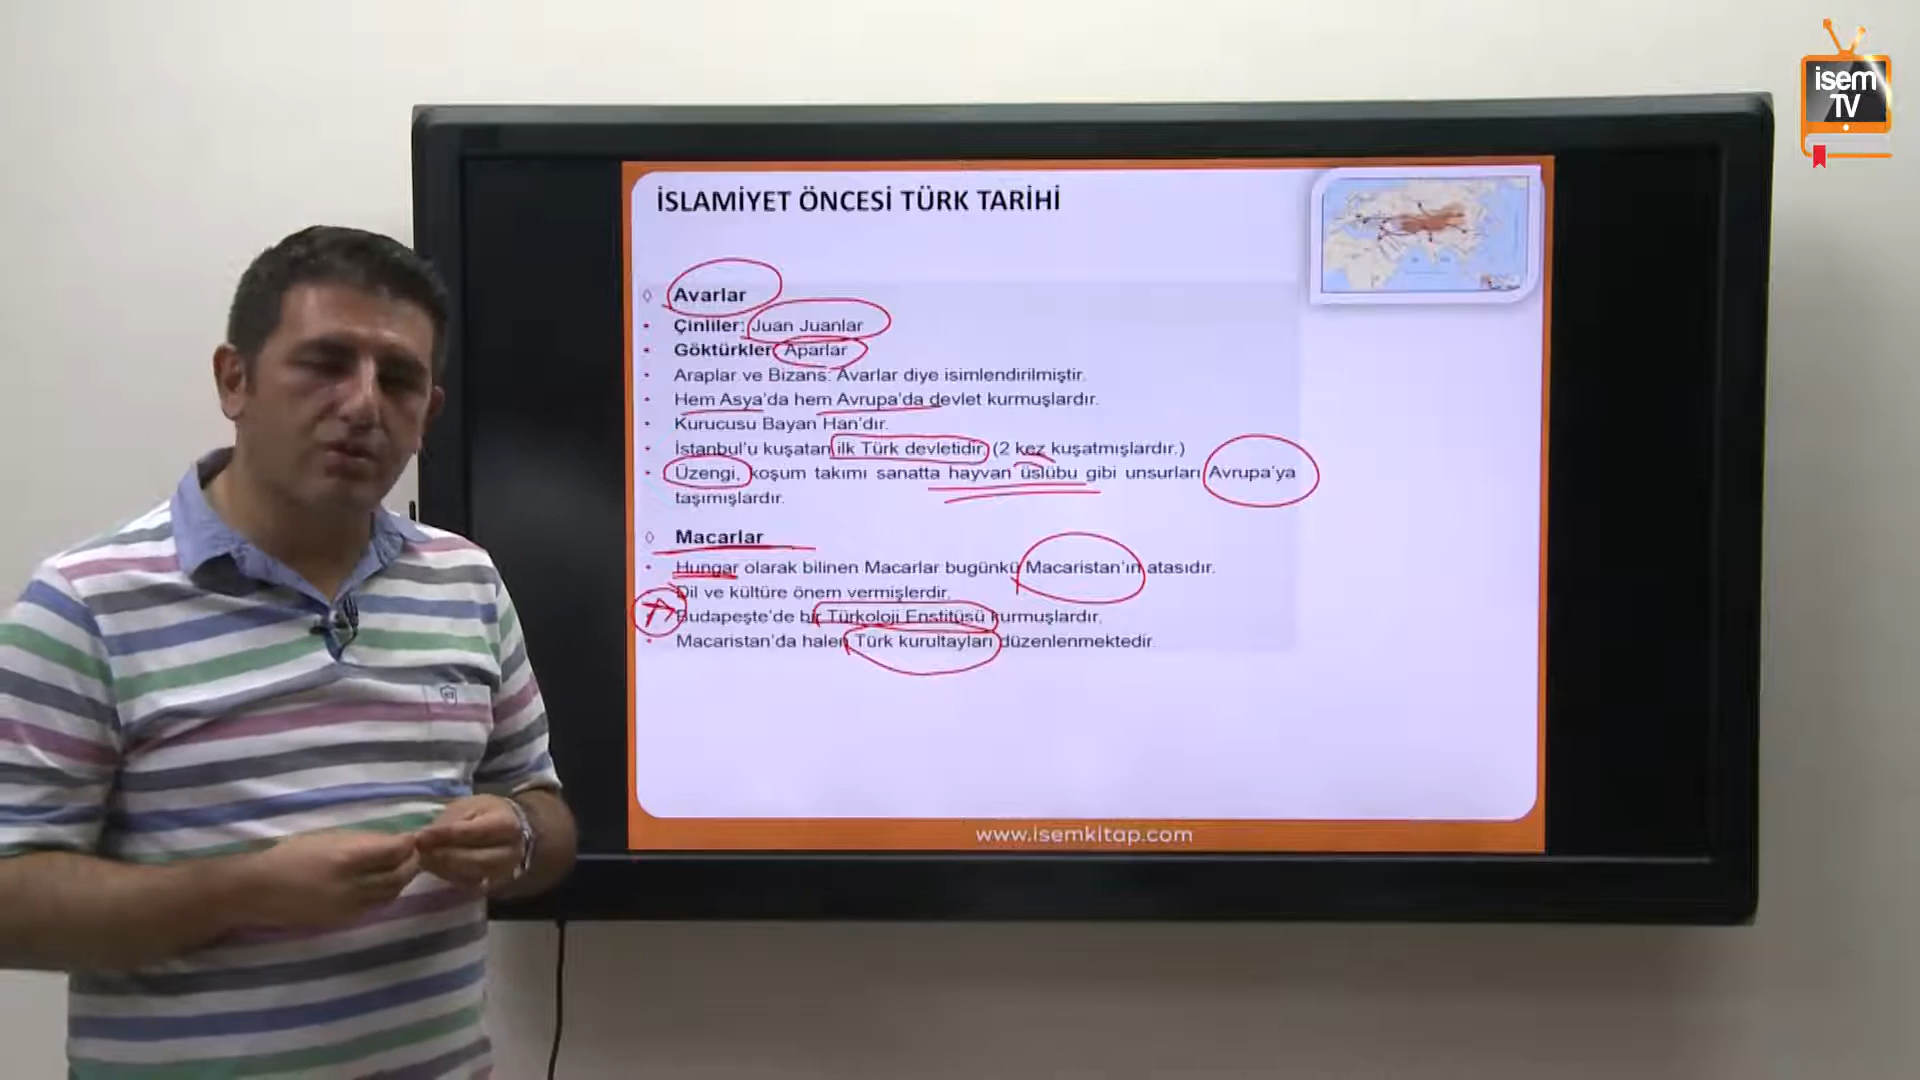 isem
TV
İSLAMİYET ÖNCESİ TÜRK TARİHİ
Avarlar
Çinliler: Juan Juanlar
Göktürkler: Aparlar
Araplar ve Bizans: Avarlar diye isimlendirilmiştir.
Hem Asya'da hem Avrupa'da devlet kurmuşlardır.
Kurucusu Bayan Han'dır.
İstanbul'u kuşatan ilk Türk devletidir. (2 kez kuşatmışlardır.)
Üzengi, koşum takımı sanatta hayvan üslübu gibi unsurları Avrupa'ya
taşımışlardır.
Macarlar
Hungar olarak bilinen Macarlar bugünkü Macaristan'ın atasıdır.
Dil ve kültüre önem vermişlerdir.
Budapeşte'de bir Türkoloji Enstitüsü kurmuşlardır.
Macaristan'da halen Türk kurultayları düzenlenmektedir.
www.isemkitap.com